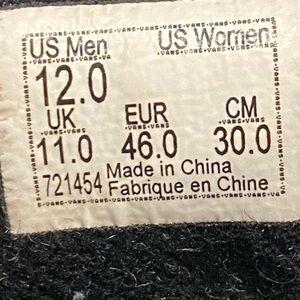 US Men US Women
12.0
UK EUR CM
11.0 46.0 30.0
721454 Made in China
Fabrique en Chine